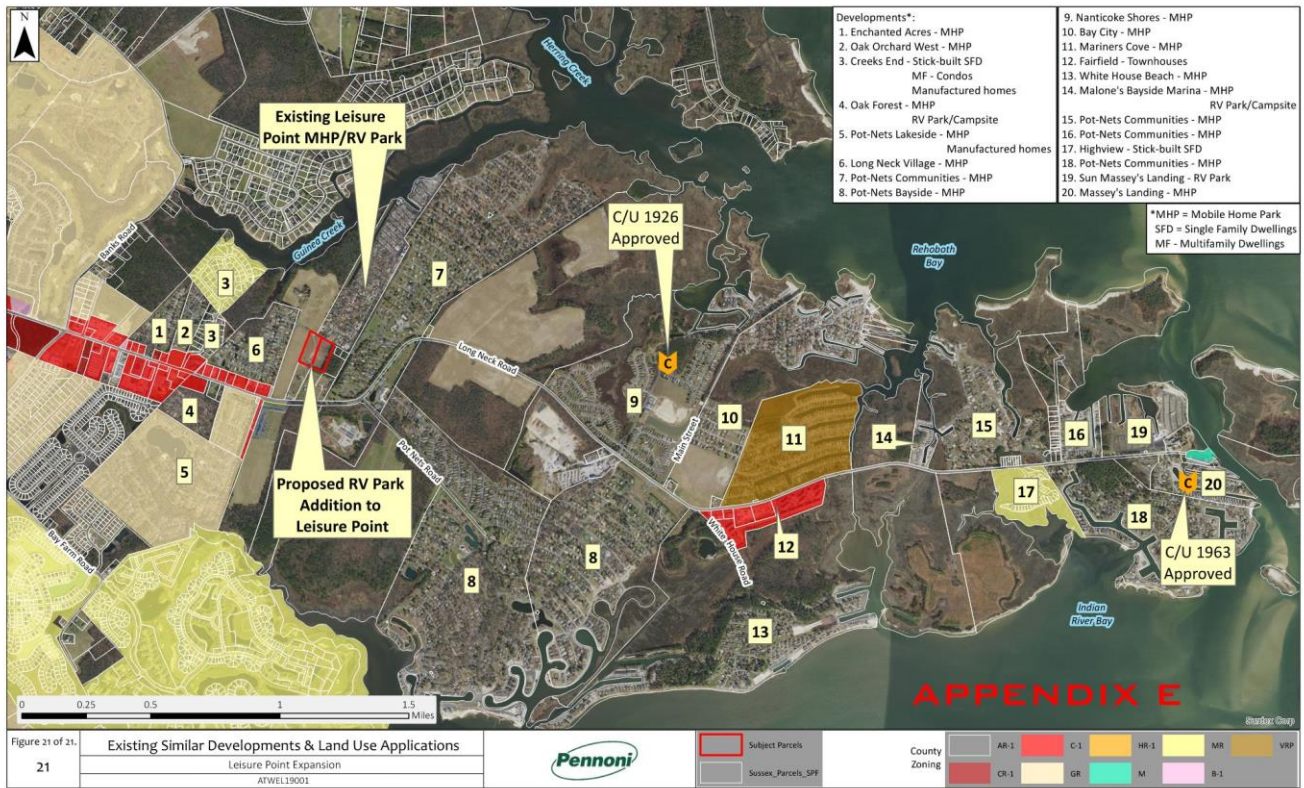 N
Developments*:
1. Enchanted Acres - MHP
2. Oak Orchard West - MHP
3. Creeks End - Stick-built SFD
MF - Condos
Manufactured homes
4. Oak Forest - MHP
RV Park/Campsite
5. Pot-Nets Lakeside - MHP
Manufactured homes
6. Long Neck Village - MHP
7. Pot-Nets Communities - MHP
8. Pot-Nets Bayside - MHP
9. Nanticoke Shores - MHP
10. Bay City - MHP
11. Mariners Cove - MHP
12. Fairfield - Townhouses
13. White House Beach - MHP
14. Malone's Bayside Marina - MHP
RV Park/Campsite
15. Pot-Nets Communities - MHP
16. Pot-Nets Communities - MHP
17. Highview - Stick-built SFD
18. Pot-Nets Communities - MHP
19. Sun Massey's Landing - RV Park
20. Massey's Landing - MHP
*MHP = Mobile Home Park
SFD = Single Family Dwellings
MF - Multifamily Dwellings
Herring Creek
Existing Leisure
Point MHP/RV Park
Guinea Creek
Banks Road
C/U 1926
Approved
Rehoboth
Bay
3
7
1
2
3
6
C
Long Neck Road
4
5
9
10
Main Street
11
14
15
16
19
Pot Nets Road
Proposed RV Park
Addition to
Leisure Point
Bay Farm Road
8
8
White House Road
12
17
18
C
20
C/U 1963
Approved
13
Indian
River Bay
APPENDIX E
0
0.25
0.5
1
1.5
Miles
Figure 21 of 21.
21
Existing Similar Developments & Land Use Applications
Leisure Point Expansion
ATWEL19001
Pennoni
Subject Parcels
Sussex_Parcels_SPF
County
Zoning
AR-1
C-1
HR-1
MR
VRP
CR-1
GR
M
B-1